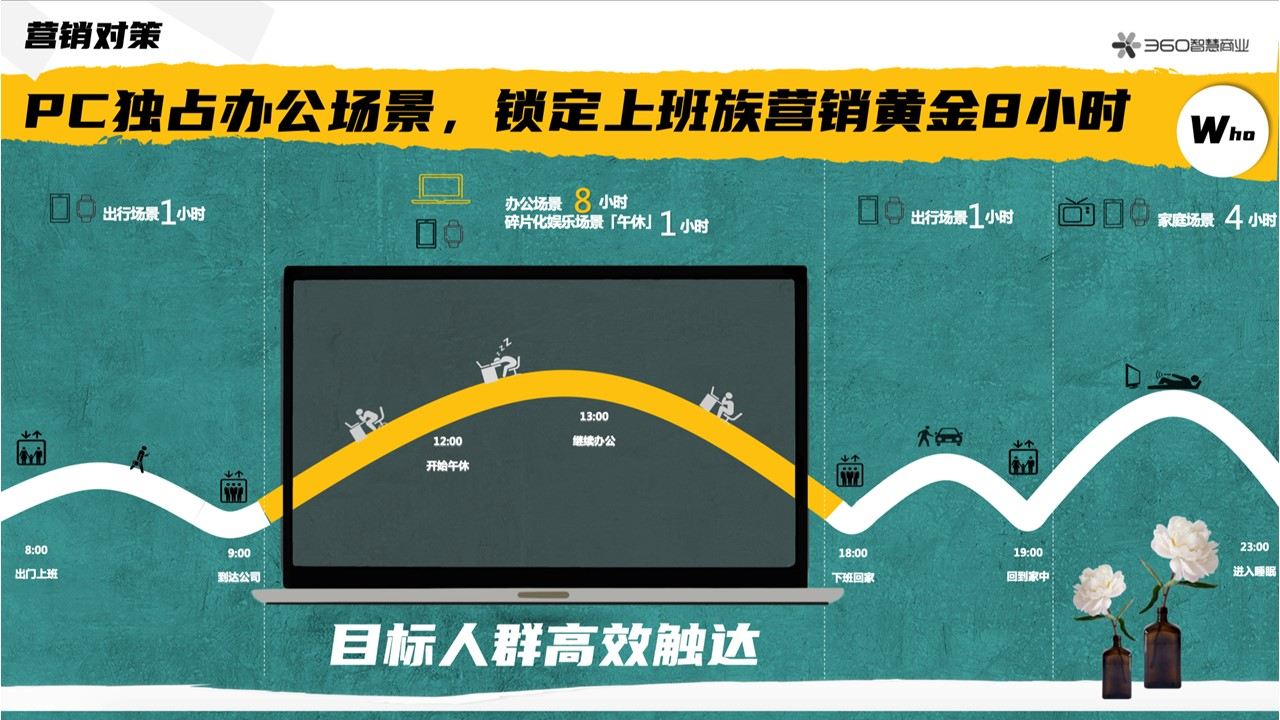 营销对策
360智慧商业
PC独占办公场景，锁定上班族营销黄金8小时
Who
出行场景1小时
办公场景 8 小时
碎片化娱乐场景「午休」1 小时
出行场景1小时
家庭场景 4 小时
zzZ
12:00
开始午休
13:00
继续办公
8:00
出门上班
9:00
到达公司
18:00
下班回家
19:00
回到家中
23:00
进入睡眠
目标人群高效触达